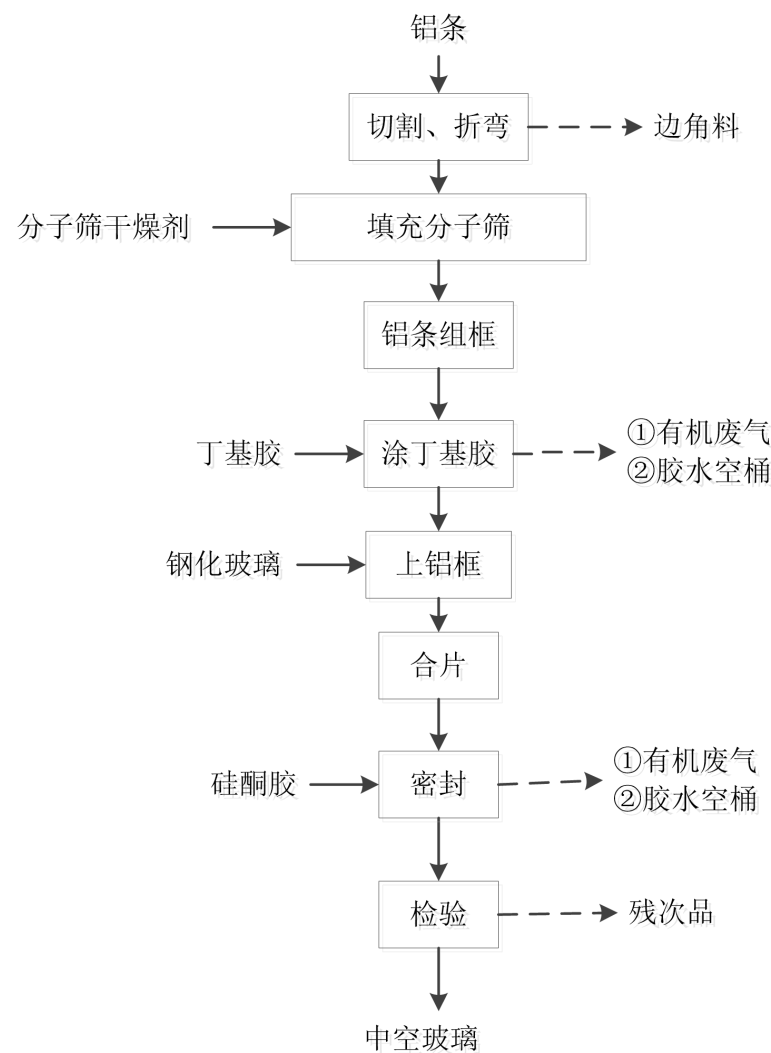 铝条
切割、折弯
边角料
分子筛干燥剂
填充分子筛
铝条组框
丁基胶
涂丁基胶
①有机废气
②胶水空桶
钢化玻璃
上铝框
合片
硅酮胶
密封
①有机废气
②胶水空桶
检验
残次品
中空玻璃